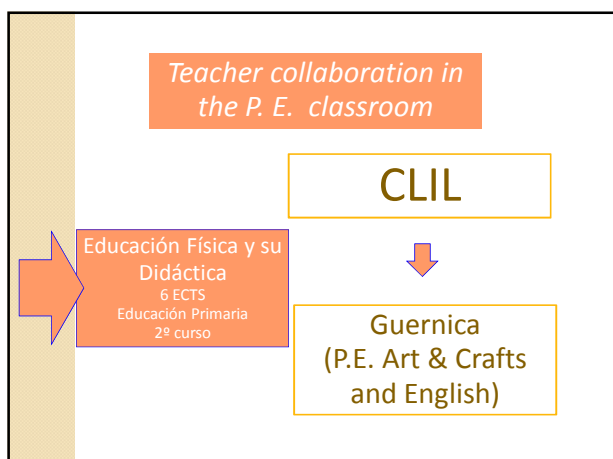 Teacher collaboration in
the P. E. classroom
CLIL
Educación Física y su
Didáctica
6 ECTS
Educación Primaria
2º curso
Guernica
(P.E. Art & Crafts
and English)